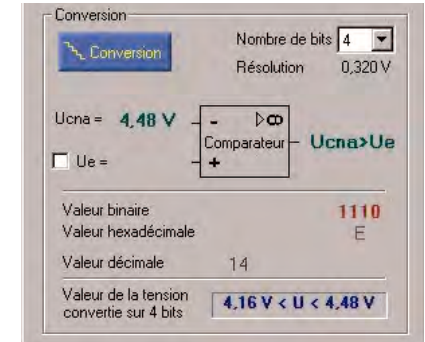 Conversion
Conversion
Nombre de bits 4
Résolution 0,320 V
Ucna = 4,48 V
- ▷∞
Comparateur
Ucna>Ue
Ue =
+
Valeur binaire 1110
Valeur hexadécimale E
Valeur décimale 14
Valeur de la tension
convertie sur 4 bits
4,16 V < U < 4,48 V